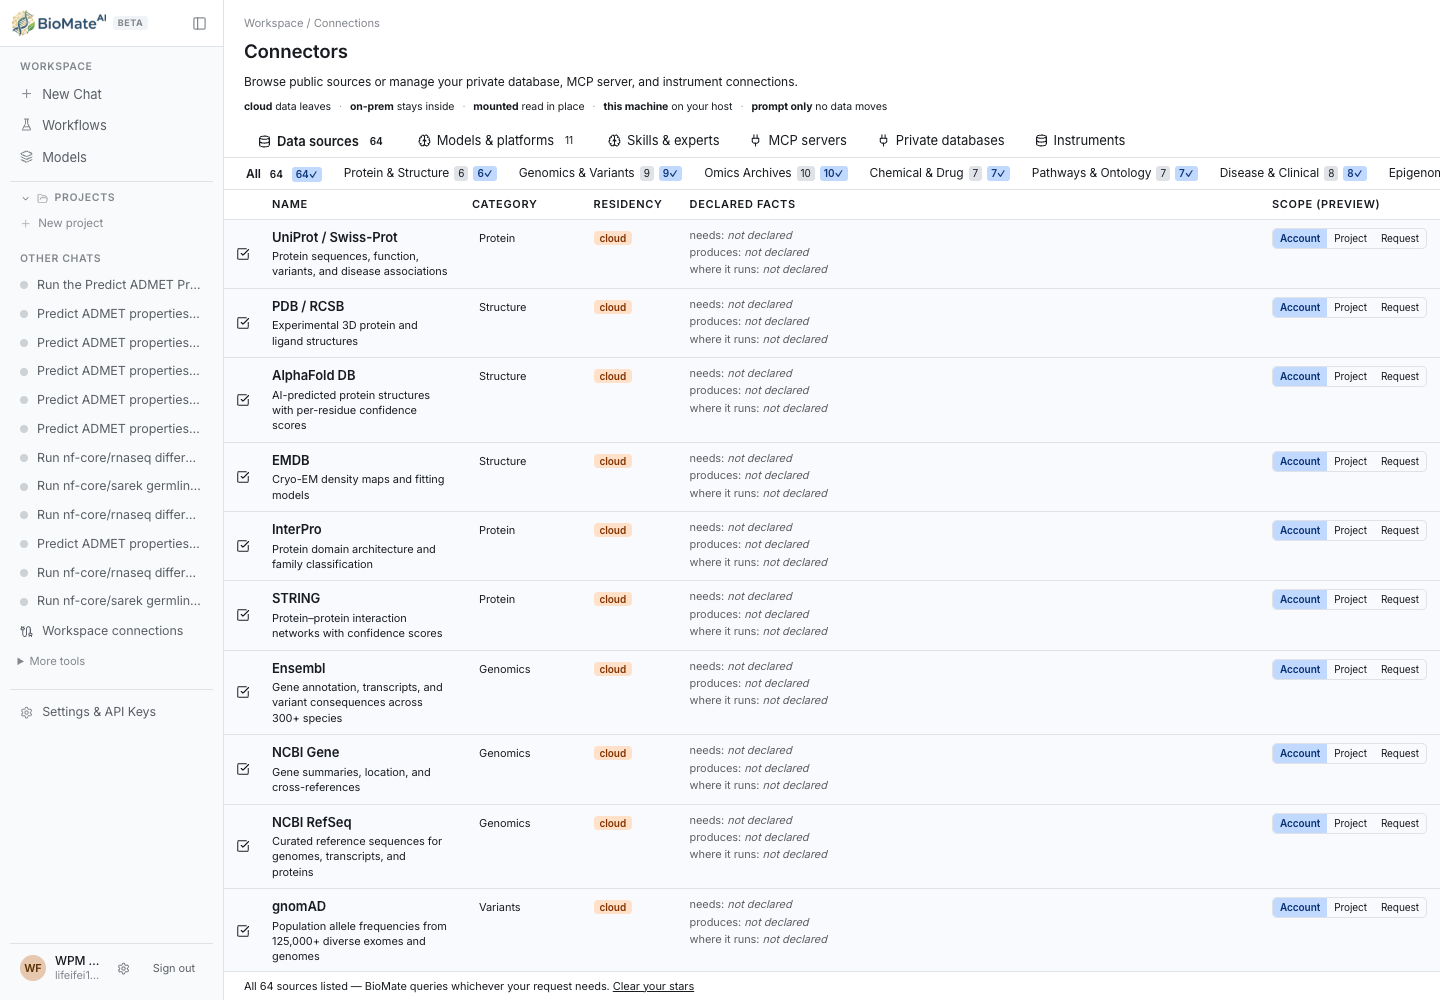 BioMate AI BETA
WORKSPACE
New Chat
Workflows
Models
PROJECTS
New project
OTHER CHATS
Run the Predict ADMET Pr...
Predict ADMET properties...
Predict ADMET properties...
Predict ADMET properties...
Predict ADMET properties...
Predict ADMET properties...
Run nf-core/rnaseq differ...
Run nf-core/sarek germlin...
Run nf-core/rnaseq differ...
Predict ADMET properties...
Run nf-core/rnaseq differ...
Run nf-core/sarek germlin...
Workspace connections
More tools
Settings & API Keys
WF WPM ...
lifeifei1...
Sign out
Workspace / Connections
Connectors
Browse public sources or manage your private database, MCP server, and instrument connections.
cloud data leaves · on-prem stays inside · mounted read in place · this machine on your host · prompt only no data moves
Data sources 64 Models & platforms 11 Skills & experts MCP servers Private databases Instruments
All 64 64✓ Protein & Structure 6 6✓ Genomics & Variants 9 9✓ Omics Archives 10 10✓ Chemical & Drug 7 7✓ Pathways & Ontology 7 7✓ Disease & Clinical 8 8✓ Epigenon
NAME CATEGORY RESIDENCY DECLARED FACTS SCOPE (PREVIEW)
UniProt / Swiss-Prot
Protein sequences, function,
variants, and disease associations
Protein
cloud
needs: not declared
produces: not declared
where it runs: not declared
Account Project Request
PDB / RCSB
Experimental 3D protein and
ligand structures
Structure
cloud
needs: not declared
produces: not declared
where it runs: not declared
Account Project Request
AlphaFold DB
AI-predicted protein structures
with per-residue confidence
scores
Structure
cloud
needs: not declared
produces: not declared
where it runs: not declared
Account Project Request
EMDB
Cryo-EM density maps and fitting
models
Structure
cloud
needs: not declared
produces: not declared
where it runs: not declared
Account Project Request
InterPro
Protein domain architecture and
family classification
Protein
cloud
needs: not declared
produces: not declared
where it runs: not declared
Account Project Request
STRING
Protein–protein interaction
networks with confidence scores
Protein
cloud
needs: not declared
produces: not declared
where it runs: not declared
Account Project Request
Ensembl
Gene annotation, transcripts, and
variant consequences across
300+ species
Genomics
cloud
needs: not declared
produces: not declared
where it runs: not declared
Account Project Request
NCBI Gene
Gene summaries, location, and
cross-references
Genomics
cloud
needs: not declared
produces: not declared
where it runs: not declared
Account Project Request
NCBI RefSeq
Curated reference sequences for
genomes, transcripts, and
proteins
Genomics
cloud
needs: not declared
produces: not declared
where it runs: not declared
Account Project Request
gnomAD
Population allele frequencies from
125,000+ diverse exomes and
genomes
Variants
cloud
needs: not declared
produces: not declared
where it runs: not declared
Account Project Request
All 64 sources listed — BioMate queries whichever your request needs. Clear your stars